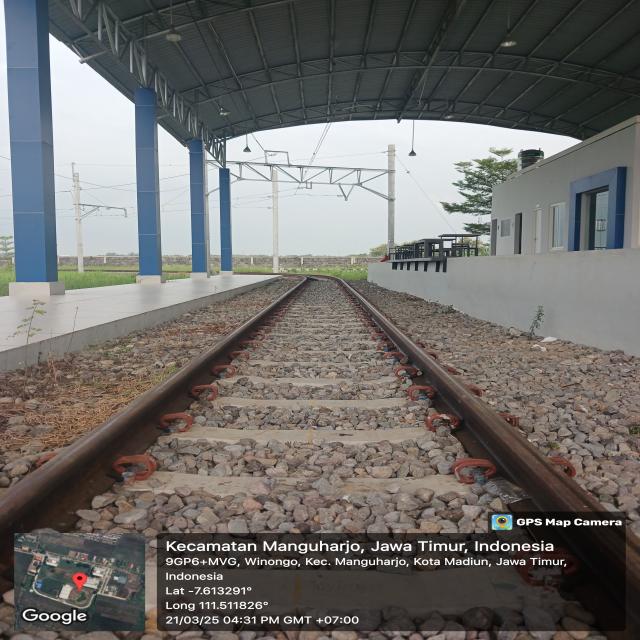 GPS Map Camera
Kecamatan Manguharjo, Jawa Timur, Indonesia
9GP6+MVG, Winongo, Kec. Manguharjo, Kota Madiun, Jawa Timur,
Indonesia
Lat -7.613291°
Long 111.511826°
21/03/25 04:31 PM GMT +07:00
Google